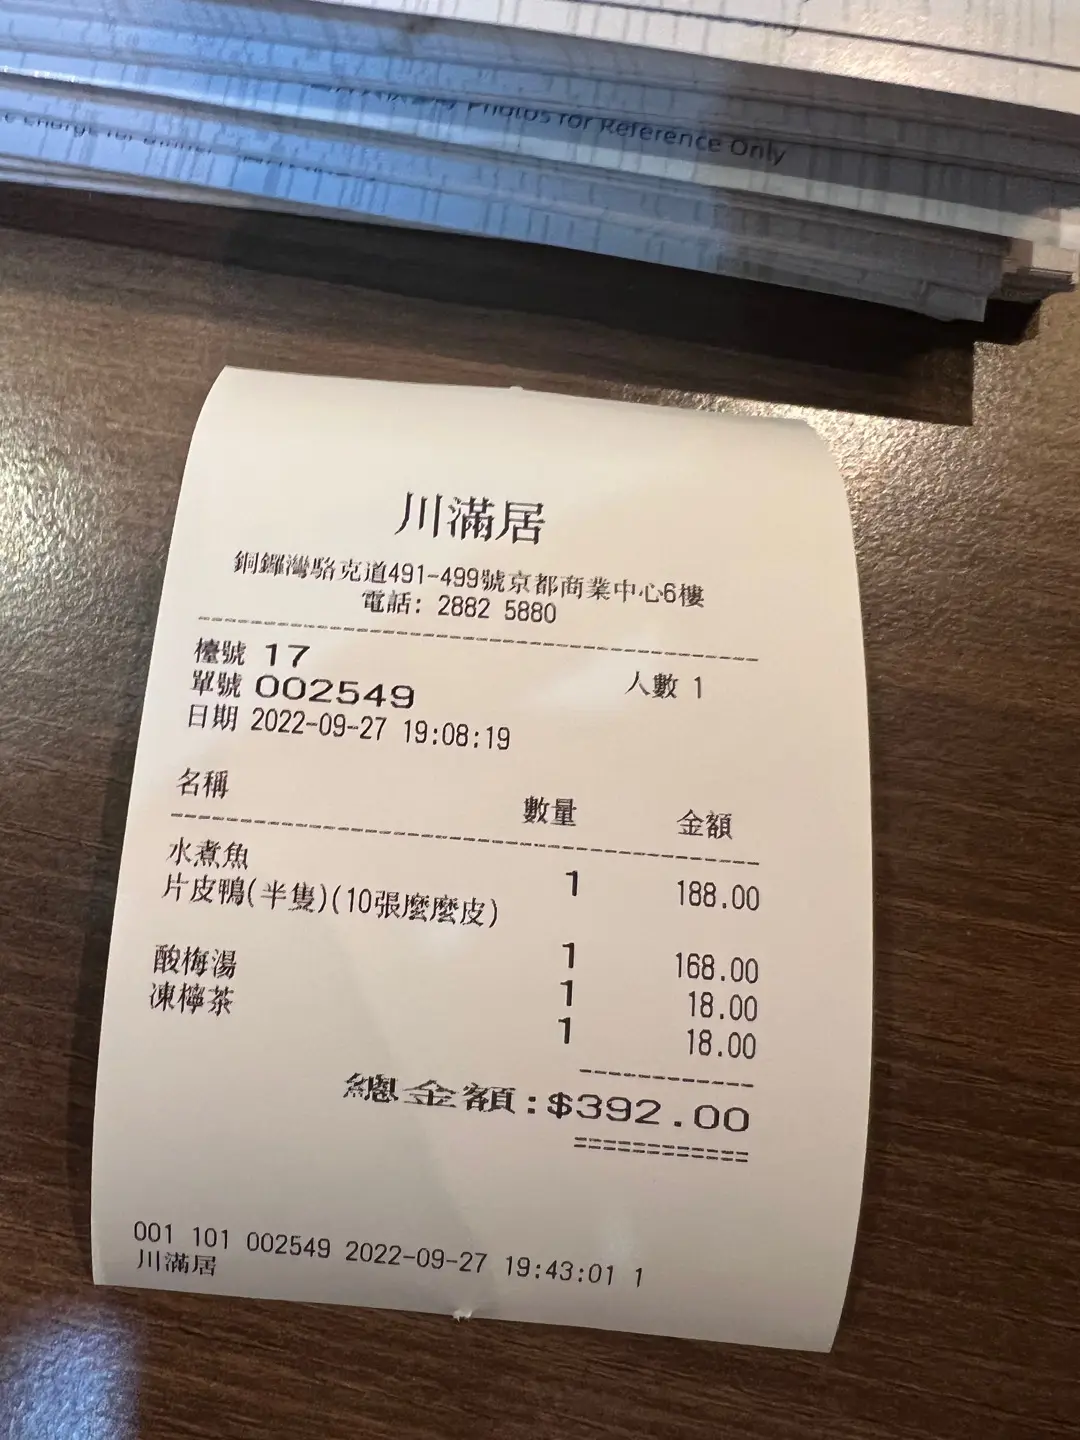 Photos for Reference Only
川滿居
銅鑼灣駱克道491-499號京都商業中心6樓
電話: 2882 5880
檯號 17
人數 1
單號 002549
日期 2022-09-27 19:08:19
名稱 數量 金額
水煮魚 1 188.00
片皮鴨(半隻)(10張麼麼皮)
1 168.00
酸梅湯 1 18.00
凍檸茶 1 18.00
總金額:$392.00
001 101 002549 2022-09-27 19:43:01 1
川滿居